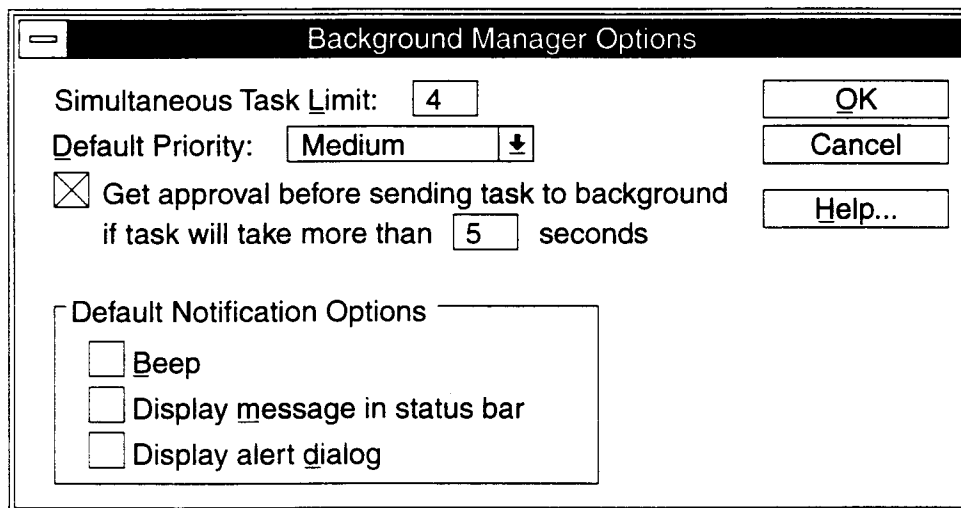 Background Manager Options
Simultaneous Task Limit: 4
OK
Default Priority: Medium
Cancel
Get approval before sending task to background
if task will take more than 5 seconds
Help...
Default Notification Options
Beep
Display message in status bar
Display alert dialog